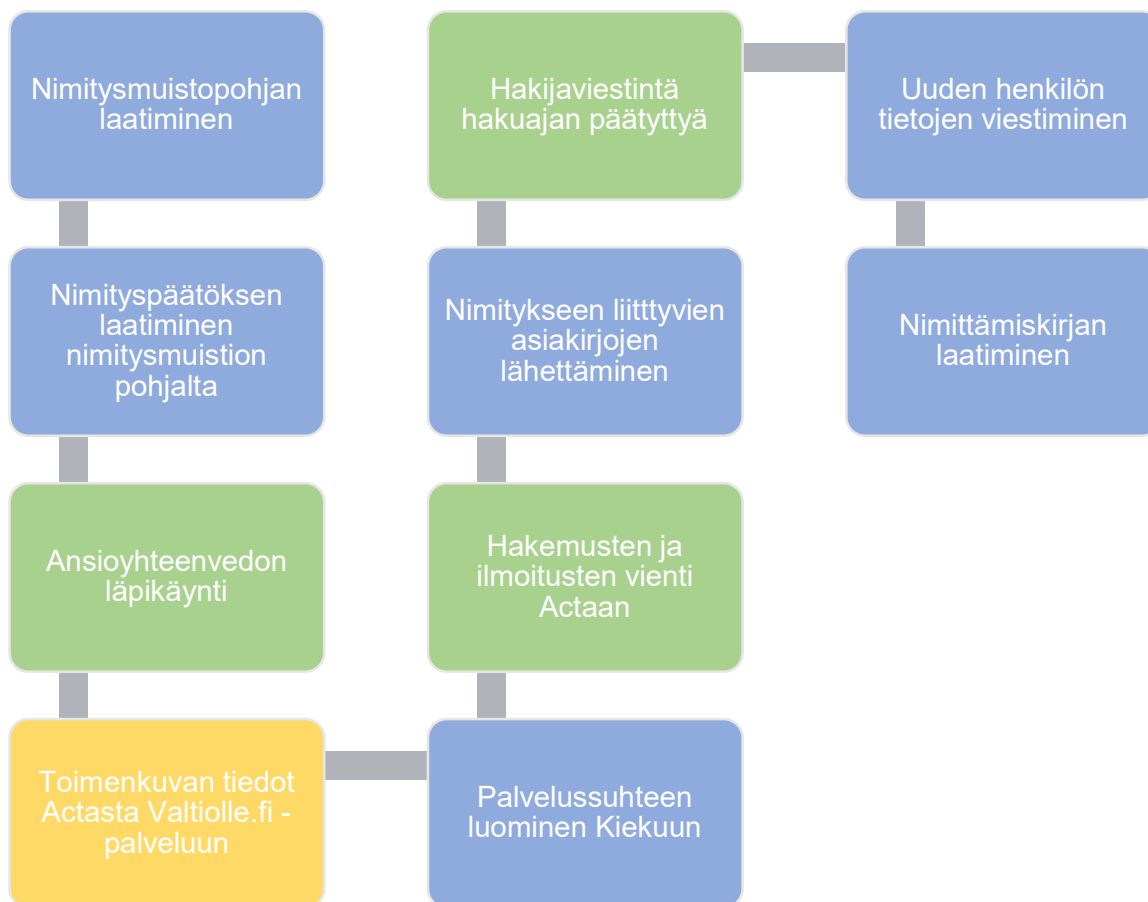 Nimitysmuistopohjan
laatiminen
Nimityspäätöksen
laatiminen
nimitysmuistion
pohjalta
Ansioyhteenvedon
läpikäynti
Toimenkuvan tiedot
Actasta Valtiolle.fi -
palveluun
Palvelussuhteen
luominen Kiekuun
Hakemusten ja
ilmoitusten vienti
Actaan
Nimitykseen liitttyvien
asiakirjojen
lähettäminen
Hakijaviestintä
hakuajan päätyttyä
Uuden henkilön
tietojen viestiminen
Nimittämiskirjan
laatiminen